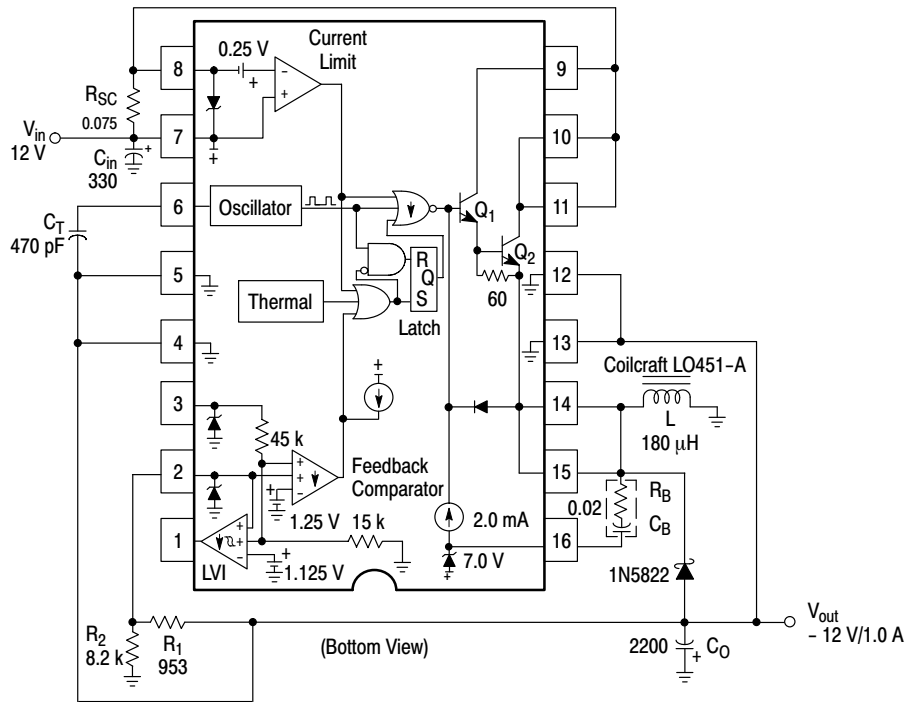 Current
Limit
0.25 V
8
9
R_SC
0.075
V_in
12 V
7
10
C_in
330
+
C_T
470 pF
6
Oscillator
Q_1
11
5
R
Q
S
Q_2
12
60
Thermal
Latch
4
13
Coilcraft LO451-A
3
14
L
180 μH
45 k
2
Feedback
Comparator
15
R_B
0.02
C_B
1.25 V
2.0 mA
1
15 k
16
7.0 V
LVI
1.125 V
1N5822
R_2
8.2 k
R_1
953
(Bottom View)
V_out
- 12 V/1.0 A
2200
C_O
+